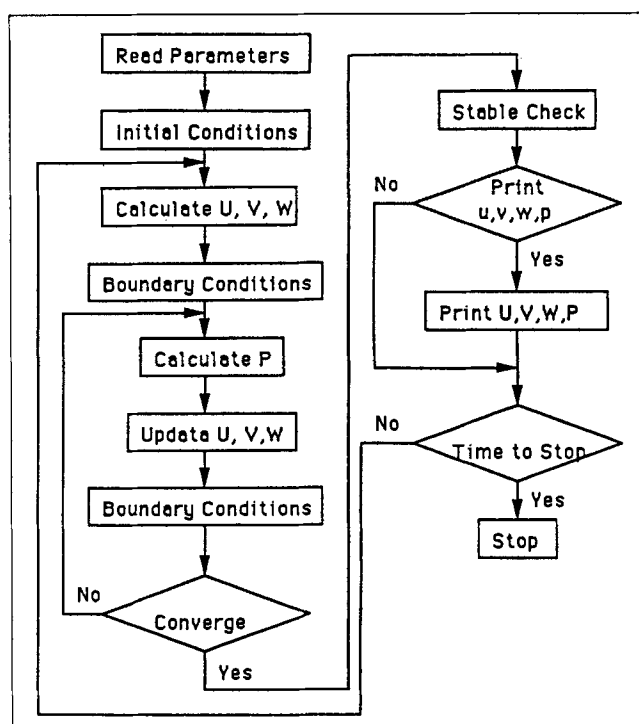 Read Parameters
Initial Conditions
Calculate U, V, W
Boundary Conditions
Calculate P
Updata U, V,W
Boundary Conditions
No
Converge
Yes
Stable Check
No
Print
u,v,w,p
Yes
Print U,V,W,P
No
Time to Stop
Yes
Stop